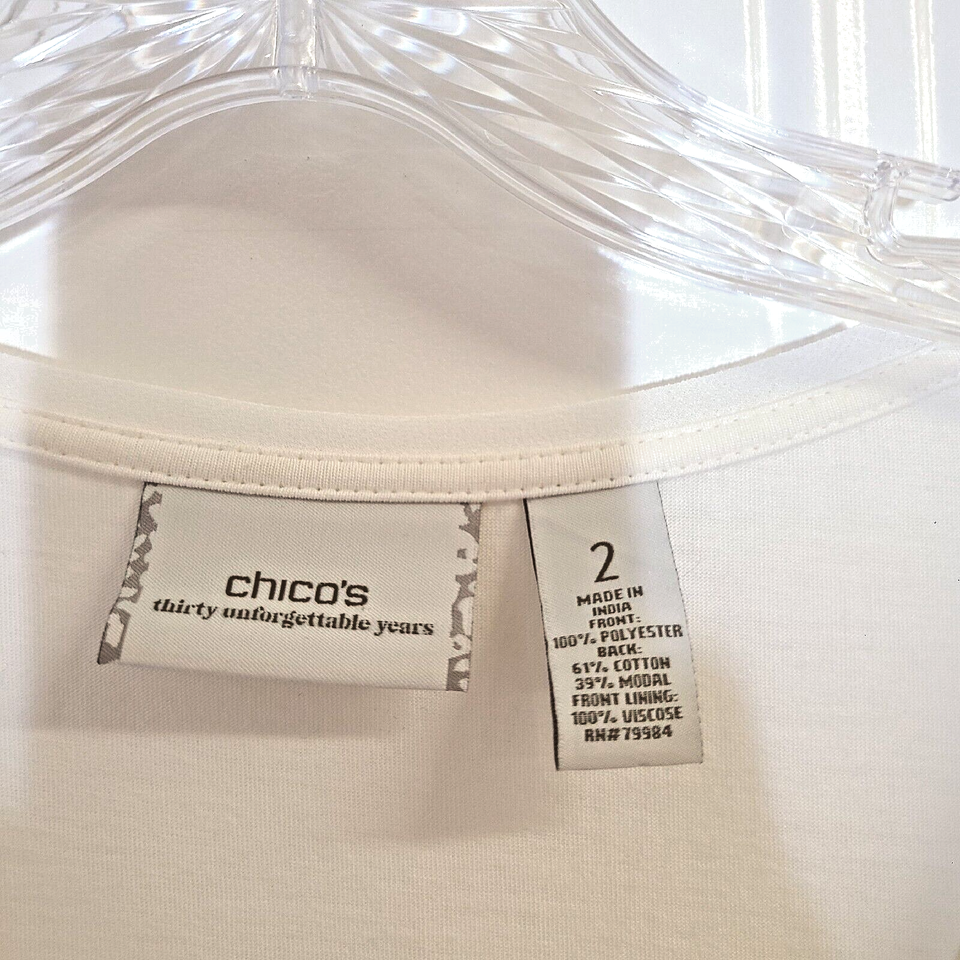 chico's
thirty unforgettable years
2
MADE IN
INDIA
FRONT:
100% POLYESTER
BACK:
61% COTTON
39% MODAL
FRONT LINING:
100% VISCOSE
RN#79984